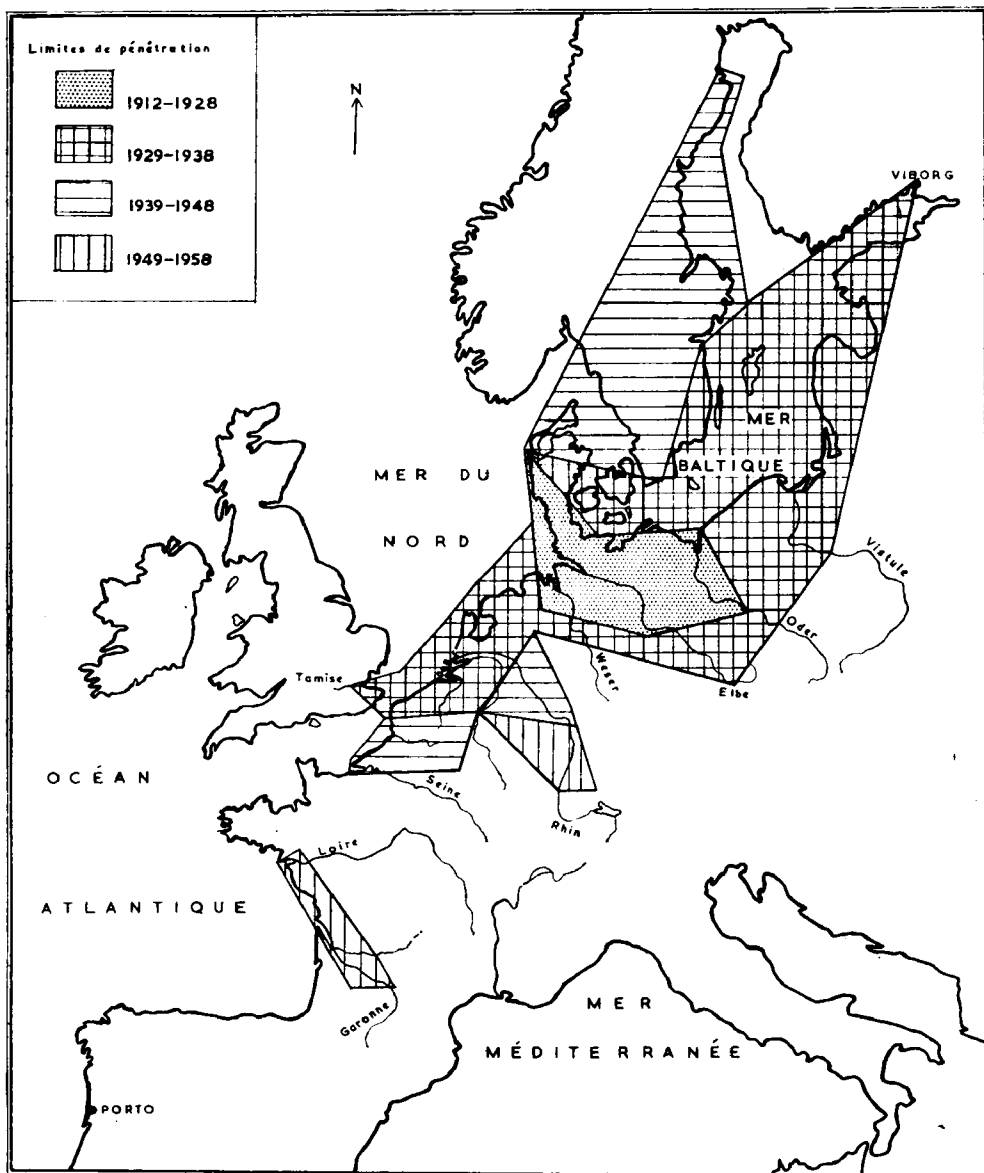 Limites de pénétration
1912–1928
1929–1938
1939–1948
1949–1958
N
VIBORG
MER
BALTIQUE
MER DU
NORD
Vistule
Oder
Elbe
Weser
Tamise
OCÉAN
Seine
Rhin
Loire
ATLANTIQUE
Garonne
MER
MÉDITERRANÉE
PORTO